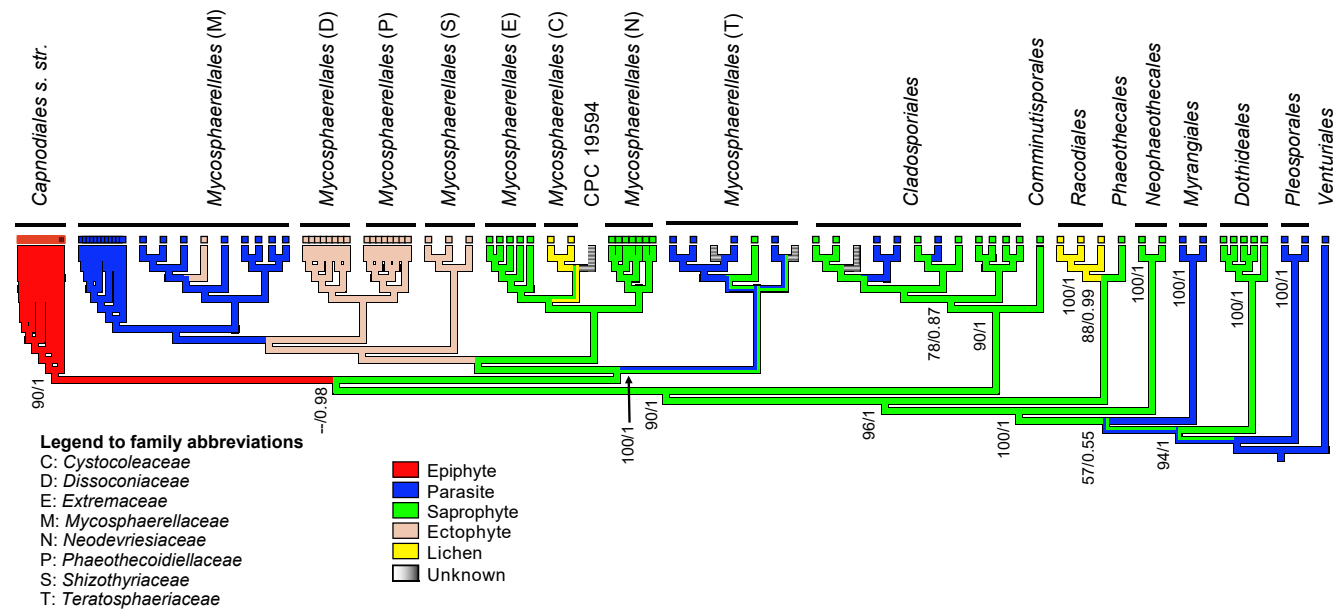 Capnodiales s. str.
Mycosphaerellales (M)
Mycosphaerellales (D)
Mycosphaerellales (P)
Mycosphaerellales (S)
Mycosphaerellales (E)
Mycosphaerellales (C)
CPC 19594
Mycosphaerellales (N)
Mycosphaerellales (T)
Cladosporiales
Comminutisporales
Racodiales
Phaeothecales
Neophaeothecales
Myrangiales
Dothideales
Pleosporales
Venturiales
90/1
--/0.98
100/1
90/1
78/0.87
90/1
96/1
100/1
100/1
88/0.99
57/0.55
100/1
94/1
100/1
100/1
100/1
Legend to family abbreviations
C: Cystocoleaceae
D: Dissoconiaceae
E: Extremaceae
M: Mycosphaerellaceae
N: Neodevriesiaceae
P: Phaeothecoidiellaceae
S: Shizothyriaceae
T: Teratosphaeriaceae
Epiphyte
Parasite
Saprophyte
Ectophyte
Lichen
Unknown